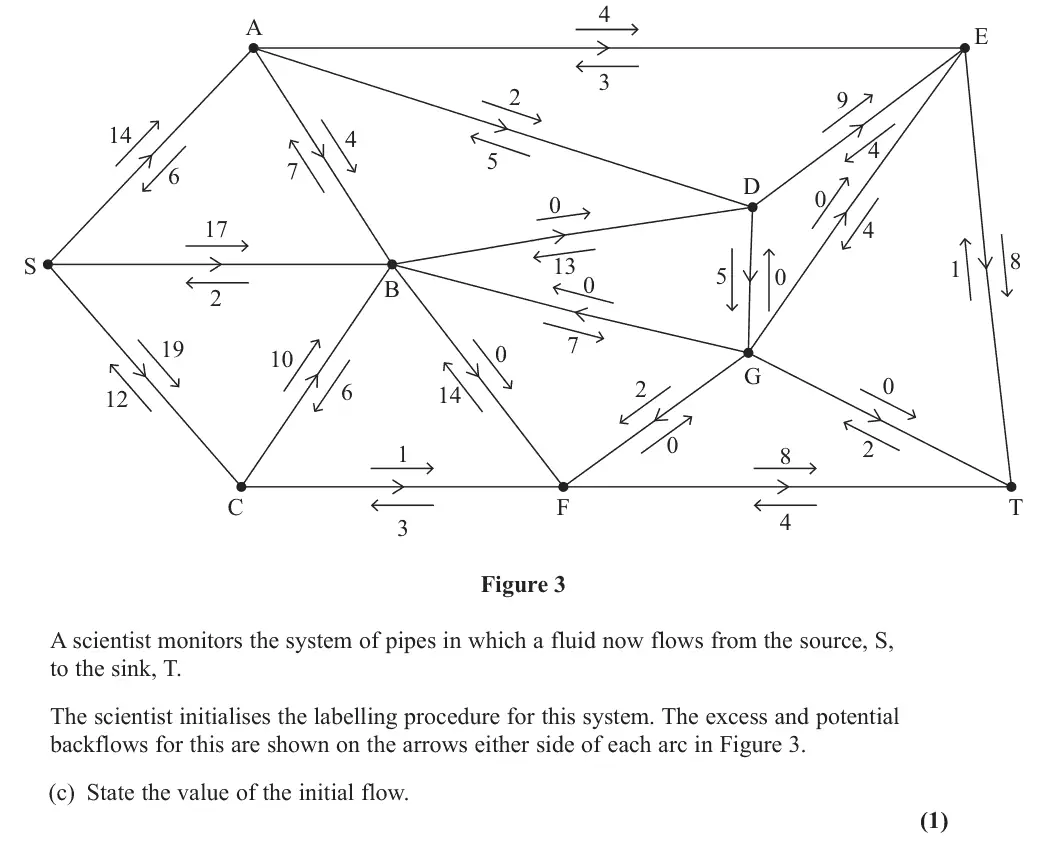 4
A
E
3
2
9
14
4
7
5
4
6
D
0
4
0
17
13
5
0
1
8
S
B
0
2
7
19
10
0
G
12
6
14
2
0
0
2
1
8
C
F
T
3
4
Figure 3
A scientist monitors the system of pipes in which a fluid now flows from the source, S,
to the sink, T.
The scientist initialises the labelling procedure for this system. The excess and potential
backflows for this are shown on the arrows either side of each arc in Figure 3.
(c) State the value of the initial flow.
(1)